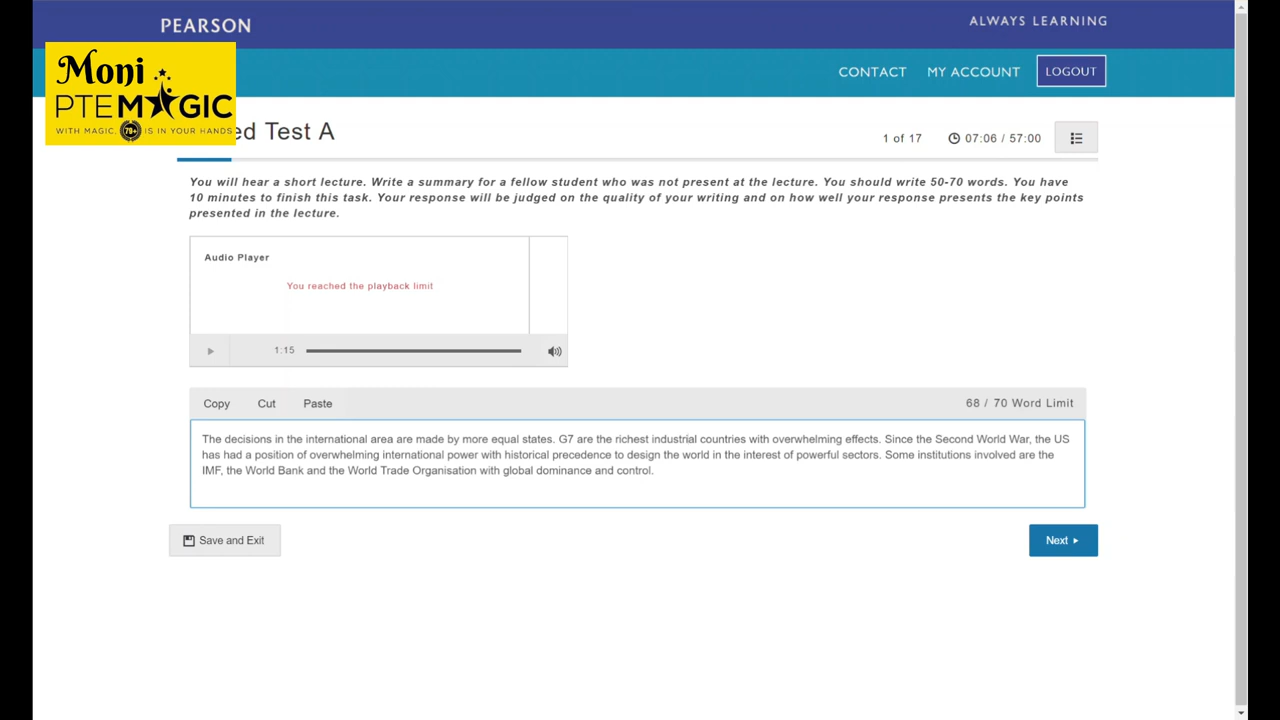 PEARSON
ALWAYS LEARNING
Moni
PTEMAGIC
WITH MAGIC, 79+ IS IN YOUR HANDS
CONTACT MY ACCOUNT LOGOUT
ed Test A
1 of 17 07:06 / 57:00
You will hear a short lecture. Write a summary for a fellow student who was not present at the lecture. You should write 50-70 words. You have
10 minutes to finish this task. Your response will be judged on the quality of your writing and on how well your response presents the key points
presented in the lecture.
Audio Player
You reached the playback limit
1:15
Copy Cut Paste 68 / 70 Word Limit
The decisions in the international area are made by more equal states. G7 are the richest industrial countries with overwhelming effects. Since the Second World War, the US
has had a position of overwhelming international power with historical precedence to design the world in the interest of powerful sectors. Some institutions involved are the
IMF, the World Bank and the World Trade Organisation with global dominance and control.
Save and Exit Next